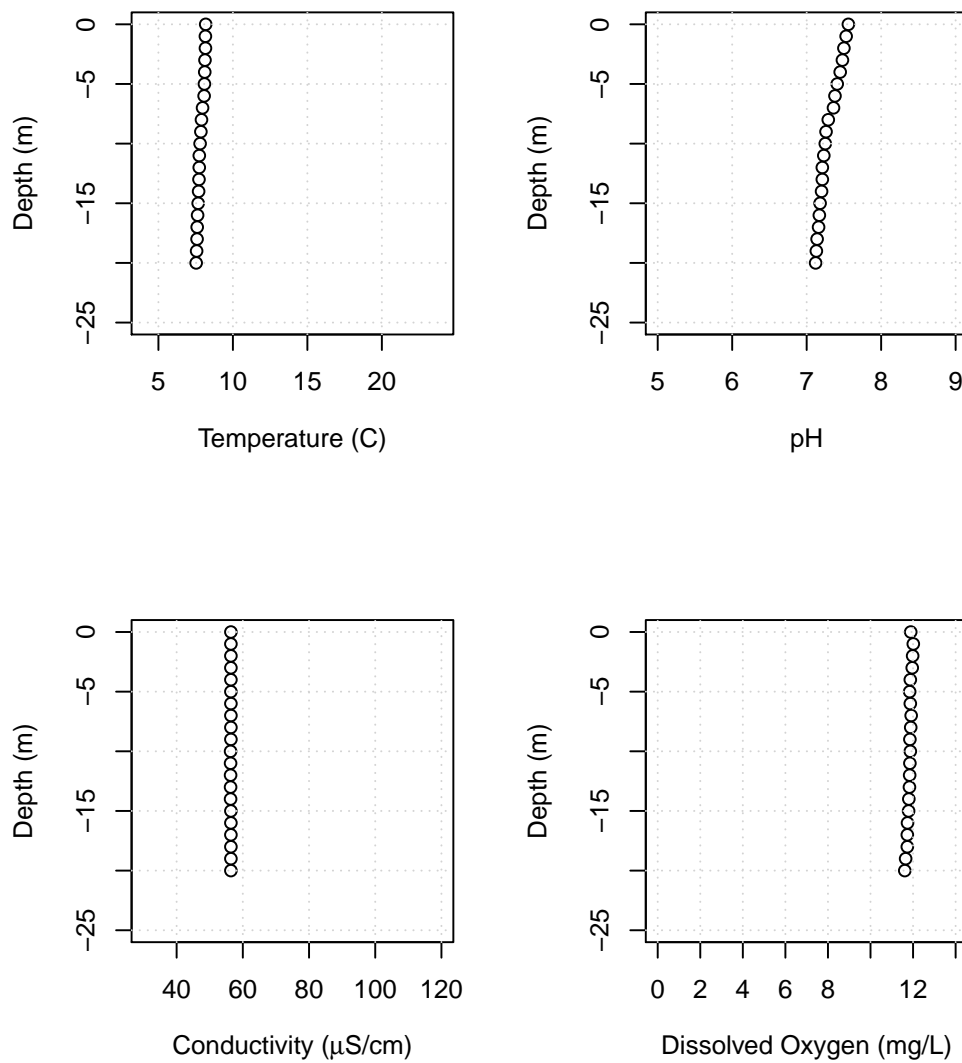 0
−5
−15
−25
Depth (m)
5 10 15 20
Temperature (C)
0
−5
−15
−25
Depth (m)
5 6 7 8 9
pH
0
−5
−15
−25
Depth (m)
40 60 80 100 120
Conductivity (μS/cm)
0
−5
−15
−25
Depth (m)
0 2 4 6 8 12
Dissolved Oxygen (mg/L)